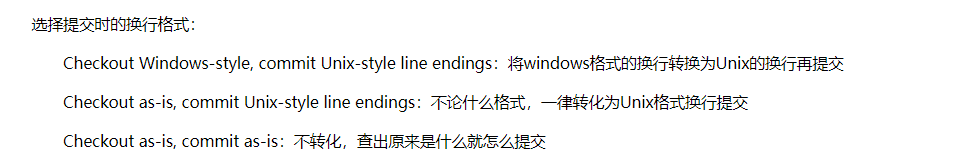 选择提交时的换行格式：
Checkout Windows-style, commit Unix-style line endings：将windows格式的换行转换为Unix的换行再提交
Checkout as-is, commit Unix-style line endings：不论什么格式，一律转化为Unix格式换行提交
Checkout as-is, commit as-is：不转化，查出原来是什么就怎么提交